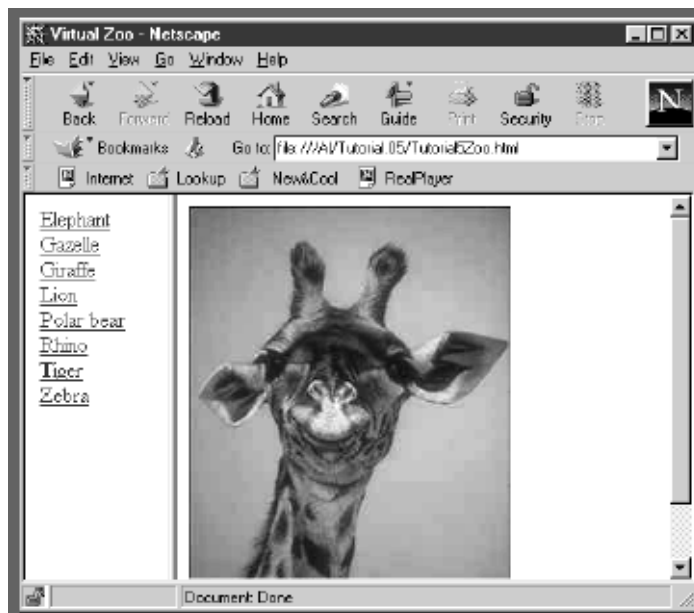 Virtual Zoo - Netscape
File Edit View Go Window Help
N
Back Forward Reload Home Search Guide Print Security Stop
Bookmarks Go to: file:///A|/Tutorial.05/Tutorial5Zoo.html
Internet Lookup New&Cool RealPlayer
Elephant
Gazelle
Giraffe
Lion
Polar bear
Rhino
Tiger
Zebra
Document: Done